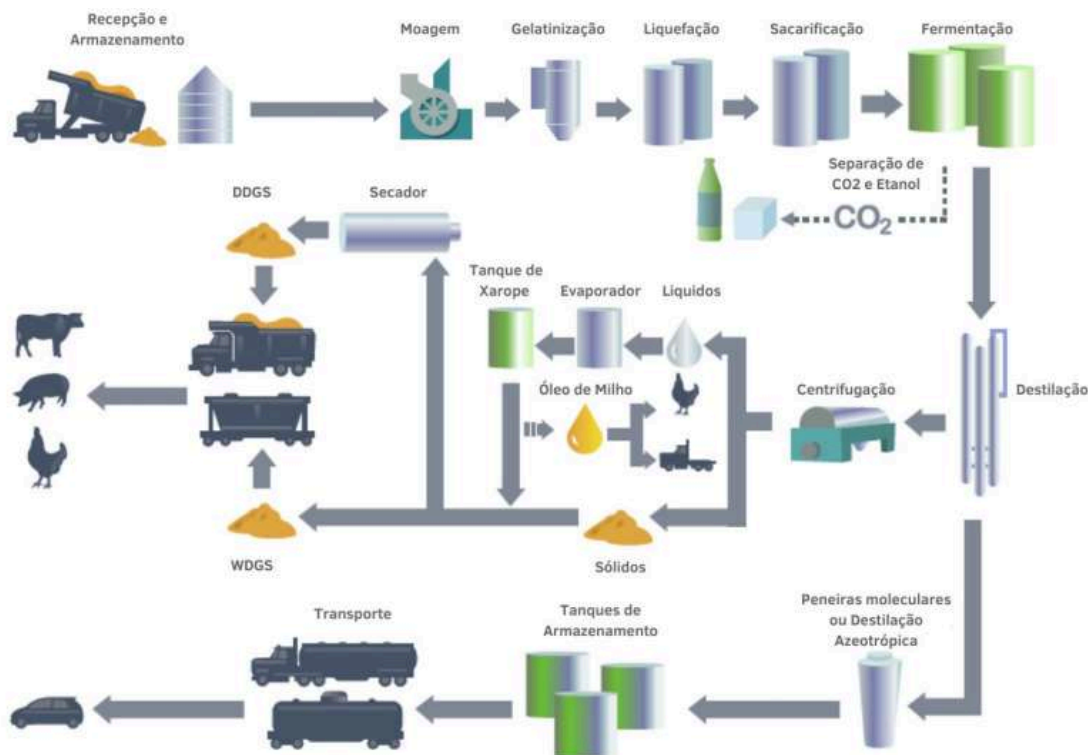 Recepção e
Armazenamento
Moagem
Gelatinização
Liquefação
Sacarificação
Fermentação
Separação de
CO2 e Etanol
CO₂
DDGS
Secador
Tanque de
Xarope
Evaporador
Líquidos
Óleo de Milho
Centrifugação
Destilação
WDGS
Sólidos
Peneiras moleculares
ou Destilação
Azeotrópica
Tanques de
Armazenamento
Transporte